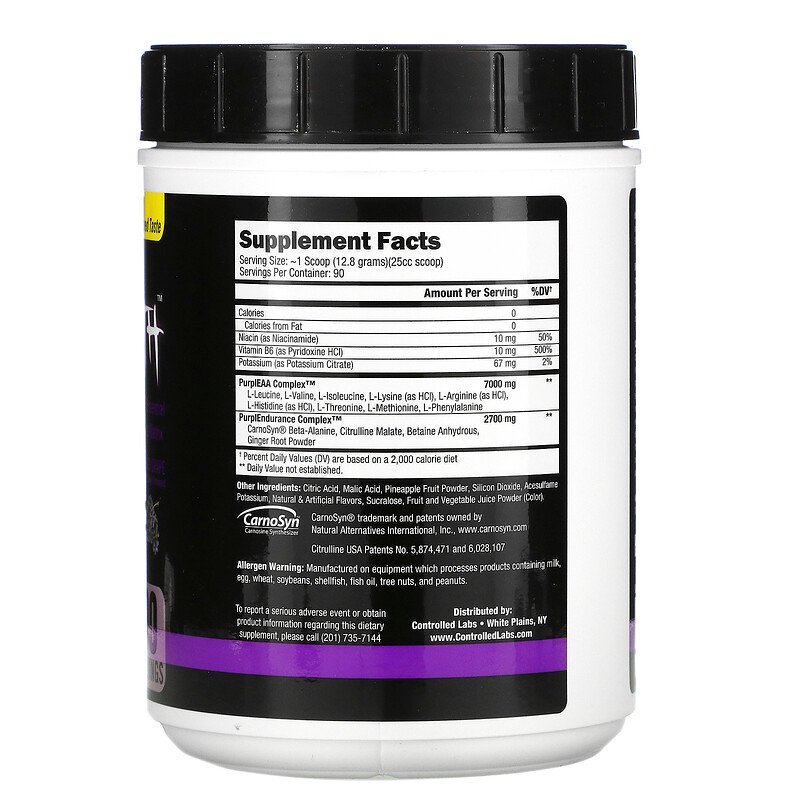 Supplement Facts
Serving Size: ~1 Scoop (12.8 grams)(25cc scoop)
Servings Per Container: 90
Amount Per Serving %DV†
Calories 0
Calories from Fat 0
Niacin (as Niacinamide) 10 mg 50%
Vitamin B6 (as Pyridoxine HCl) 10 mg 500%
Potassium (as Potassium Citrate) 67 mg 2%
PurplEAA Complex™ 7000 mg **
L-Leucine, L-Valine, L-Isoleucine, L-Lysine (as HCl), L-Arginine (as HCl),
L-Histidine (as HCl), L-Threonine, L-Methionine, L-Phenylalanine
PurplEndurance Complex™ 2700 mg **
CarnoSyn® Beta-Alanine, Citrulline Malate, Betaine Anhydrous,
Ginger Root Powder
† Percent Daily Values (DV) are based on a 2,000 calorie diet
** Daily Value not established.
Other Ingredients: Citric Acid, Malic Acid, Pineapple Fruit Powder, Silicon Dioxide, Acesulfame
Potassium, Natural & Artificial Flavors, Sucralose, Fruit and Vegetable Juice Powder (Color).
CarnoSyn®
Carnosine Synthesizer
CarnoSyn® trademark and patents owned by
Natural Alternatives International, Inc., www.carnosyn.com
Citrulline USA Patents No. 5,874,471 and 6,028,107
Allergen Warning: Manufactured on equipment which processes products containing milk,
egg, wheat, soybeans, shellfish, fish oil, tree nuts, and peanuts.
To report a serious adverse event or obtain
product information regarding this dietary
supplement, please call (201) 735-7144
Distributed by:
Controlled Labs • White Plains, NY
www.ControlledLabs.com
Taste
™